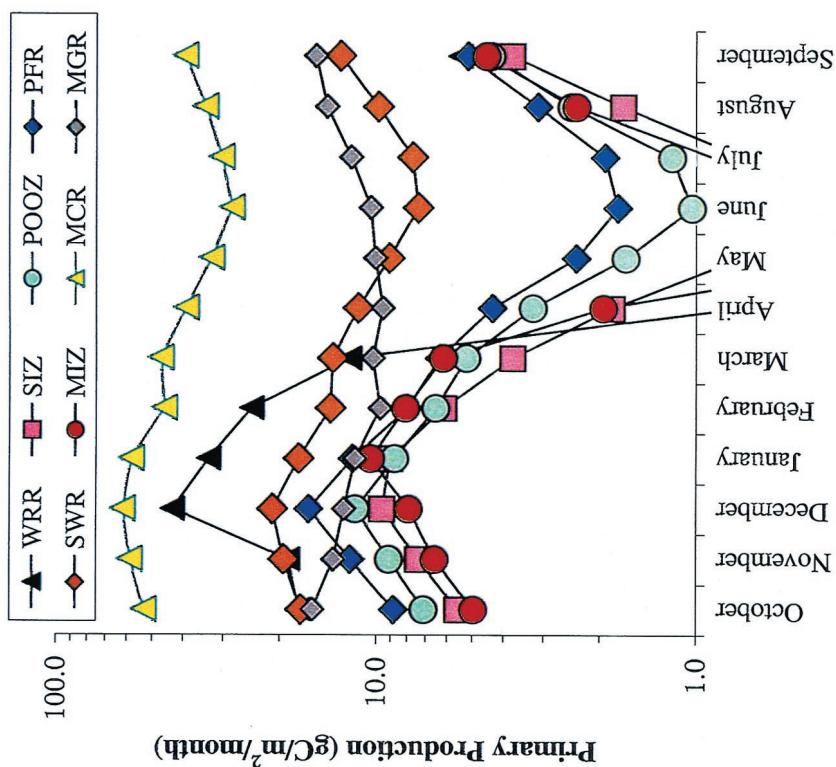 WRR SIZ POOZ PFR
SWR MIZ MCR MGR
Primary Production (gC/m²/month)
100.0
10.0
1.0
October
November
December
January
February
March
April
May
June
July
August
September